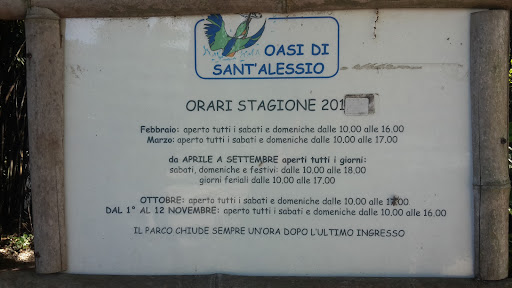 OASI DI
SANT'ALESSIO
ORARI STAGIONE 201
Febbraio: aperto tutti i sabati e domeniche dalle 10.00 alle 16.00
Marzo: aperto tutti i sabati e domeniche dalle 10.00 alle 17.00
da APRILE A SETTEMBRE aperti tutti i giorni:
sabati, domeniche e festivi: dalle 10.00 alle 18.00
giorni feriali dalle 10.00 alle 17.00
OTTOBRE: aperto tutti i sabati e domeniche dalle 10.00 alle
DAL 1° AL 12 NOVEMBRE: aperto tutti i sabati e domeniche dalle 10.00 alle 16.00
IL PARCO CHIUDE SEMPRE UN'ORA DOPO L'ULTIMO INGRESSO